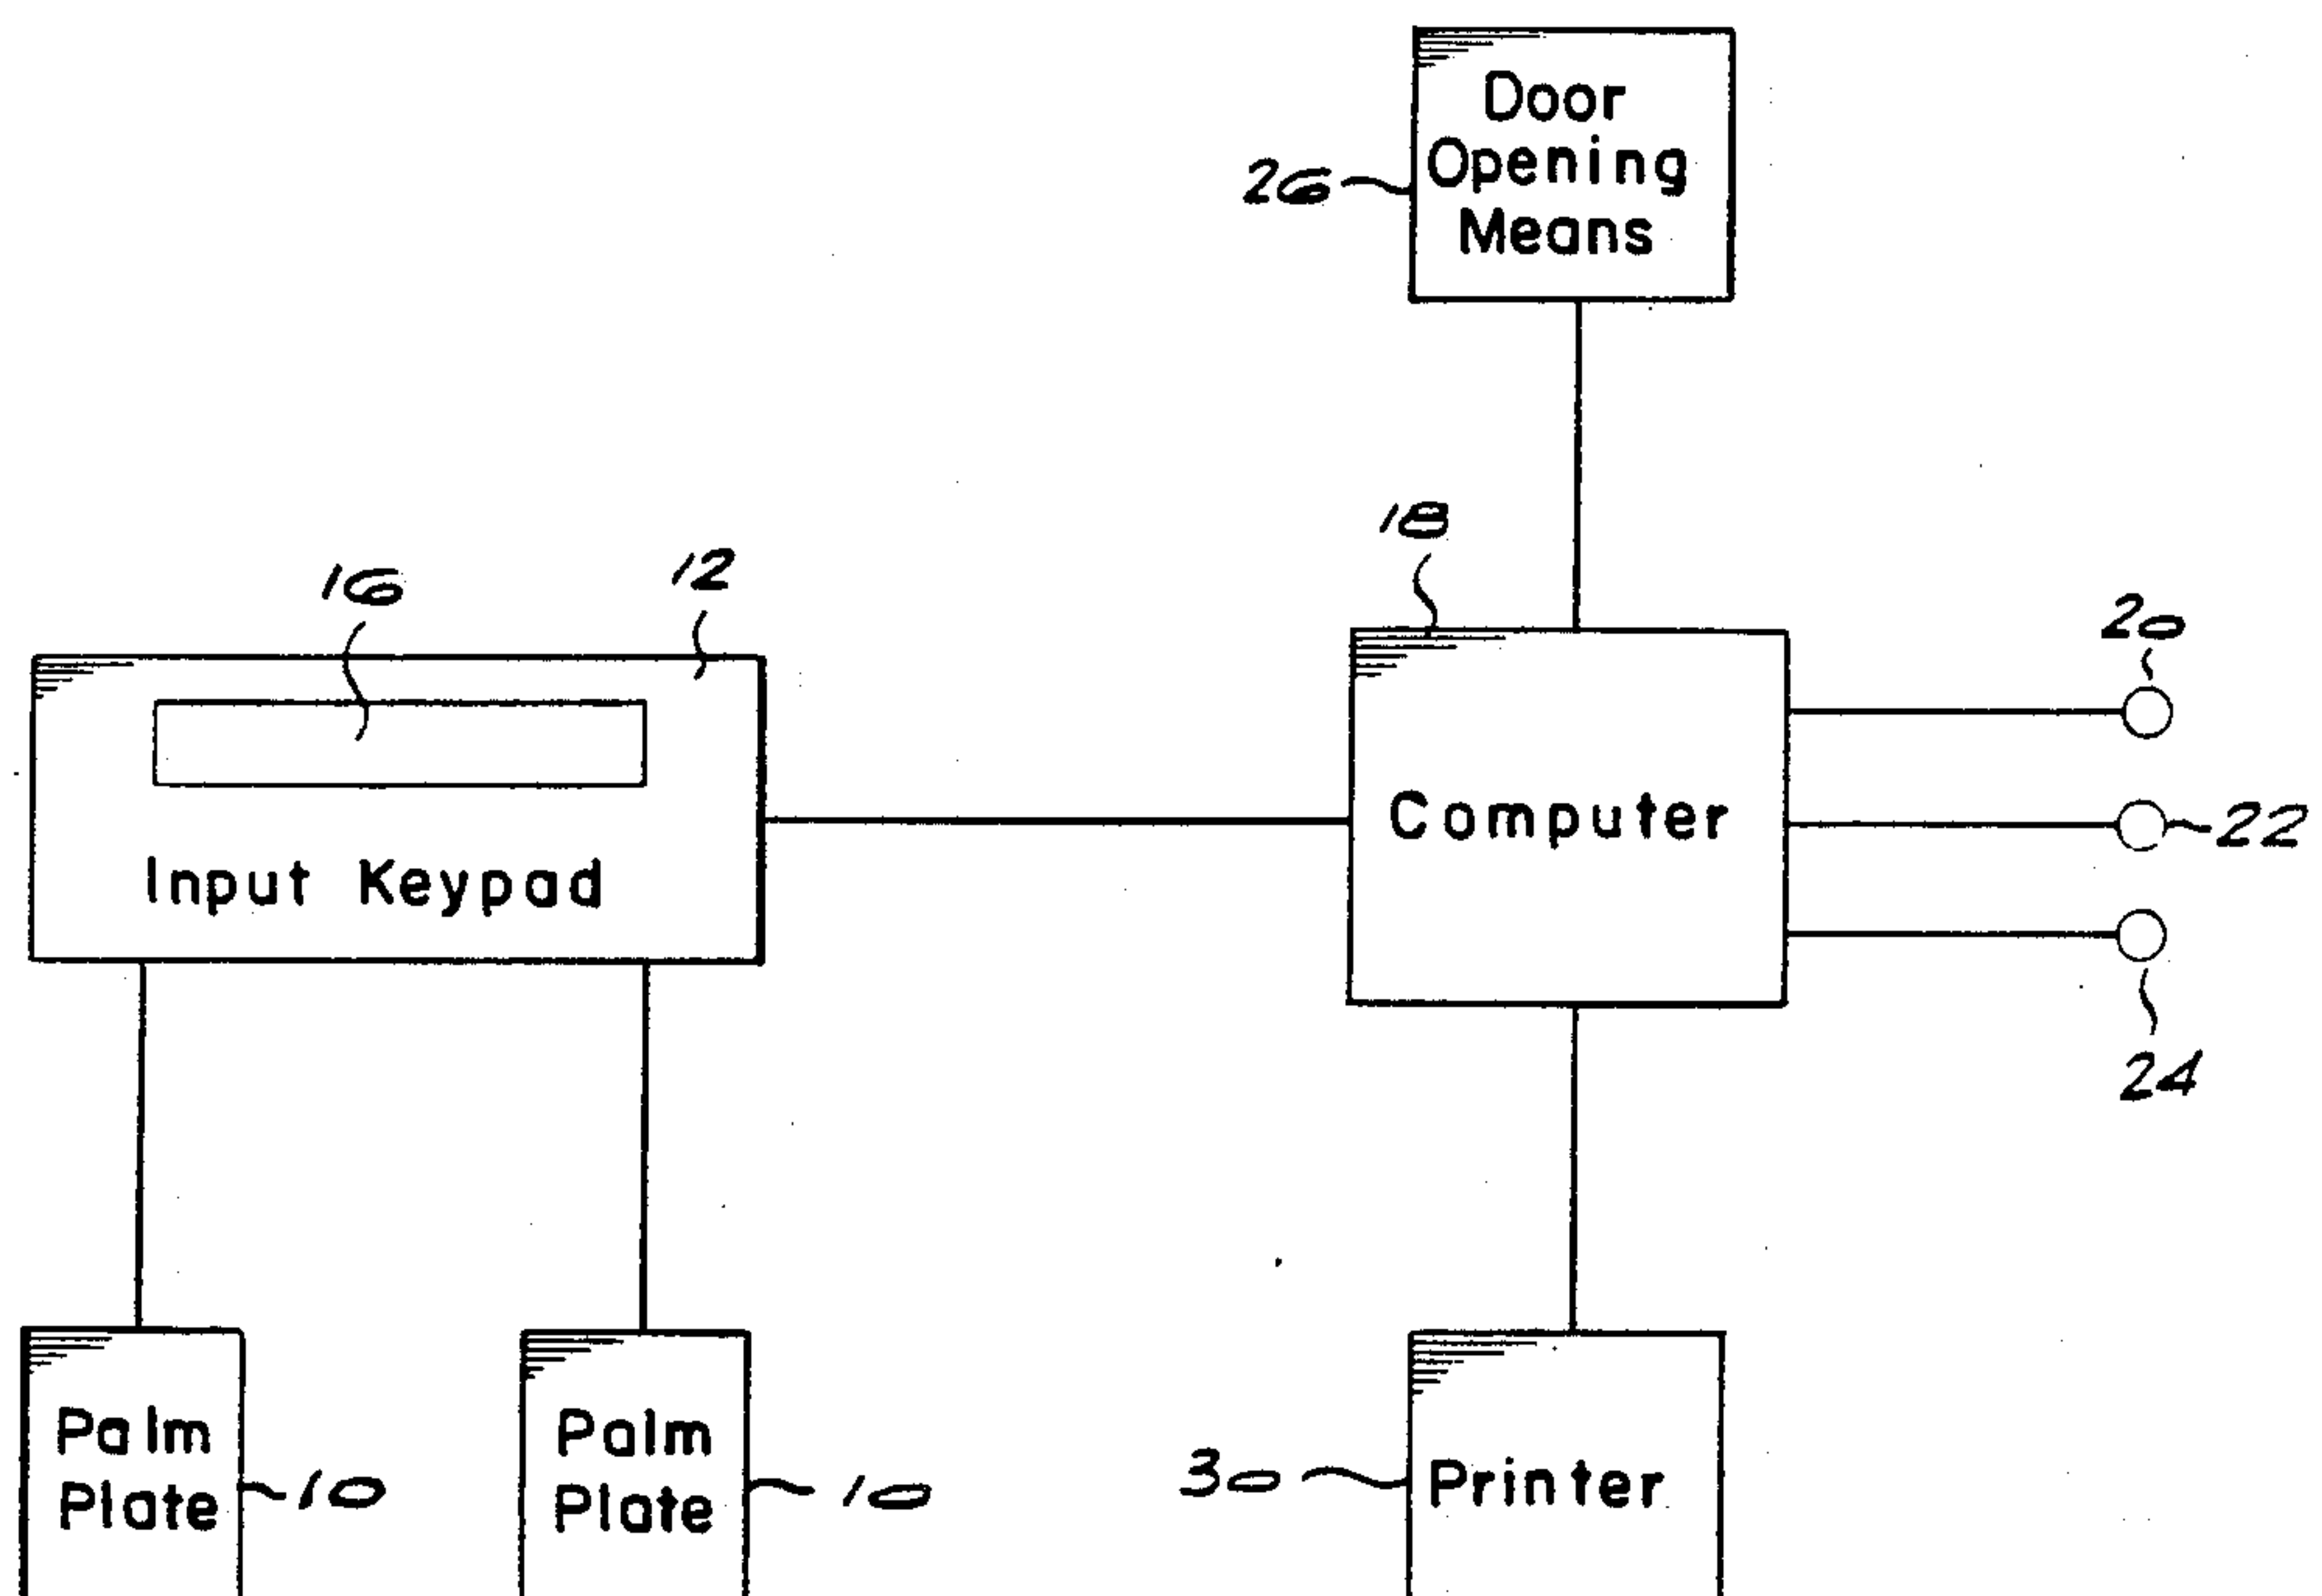 Door
Opening
Means
26
18
16
12
20
Computer
22
Input Keypad
24
Palm
Plate
10
Palm
Plate
10
30
Printer